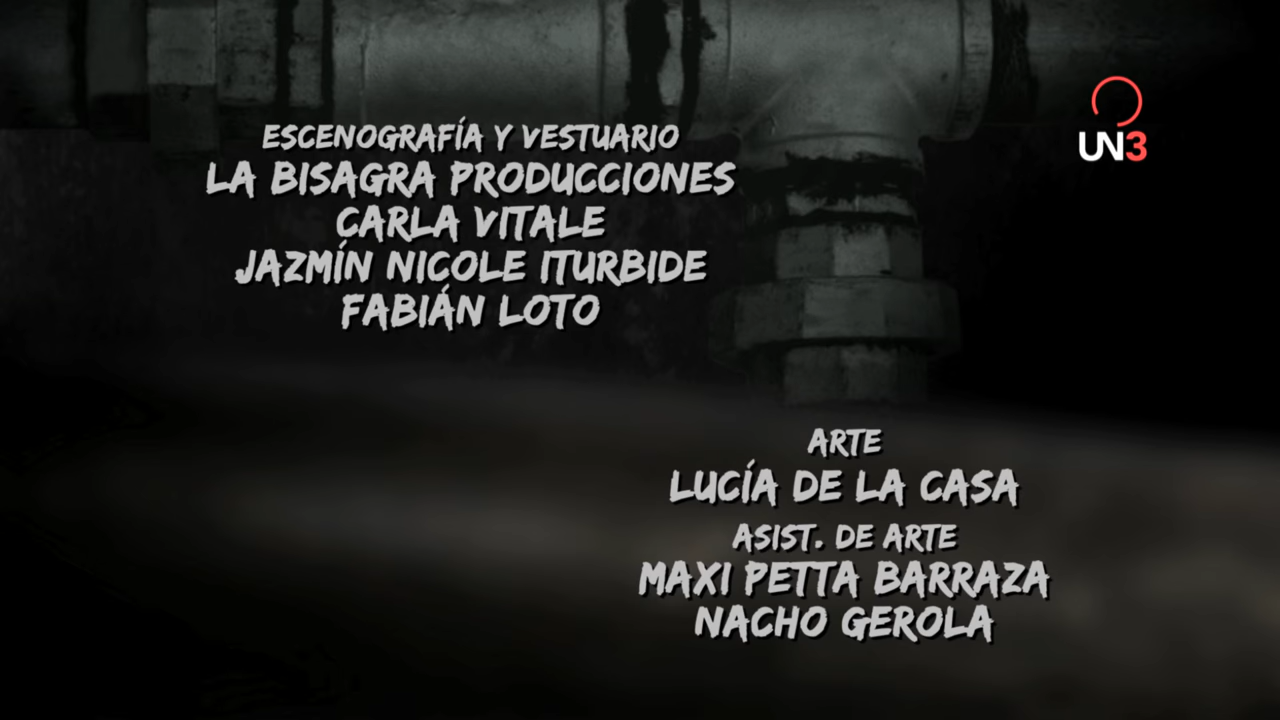 ESCENOGRAFÍA Y VESTUARIO
LA BISAGRA PRODUCCIONES
CARLA VITALE
JAZMÍN NICOLE ITURBIDE
FABIÁN LOTO
UN3
ARTE
LUCÍA DE LA CASA
ASIST. DE ARTE
MAXI PETTA BARRAZA
NACHO GEROLA